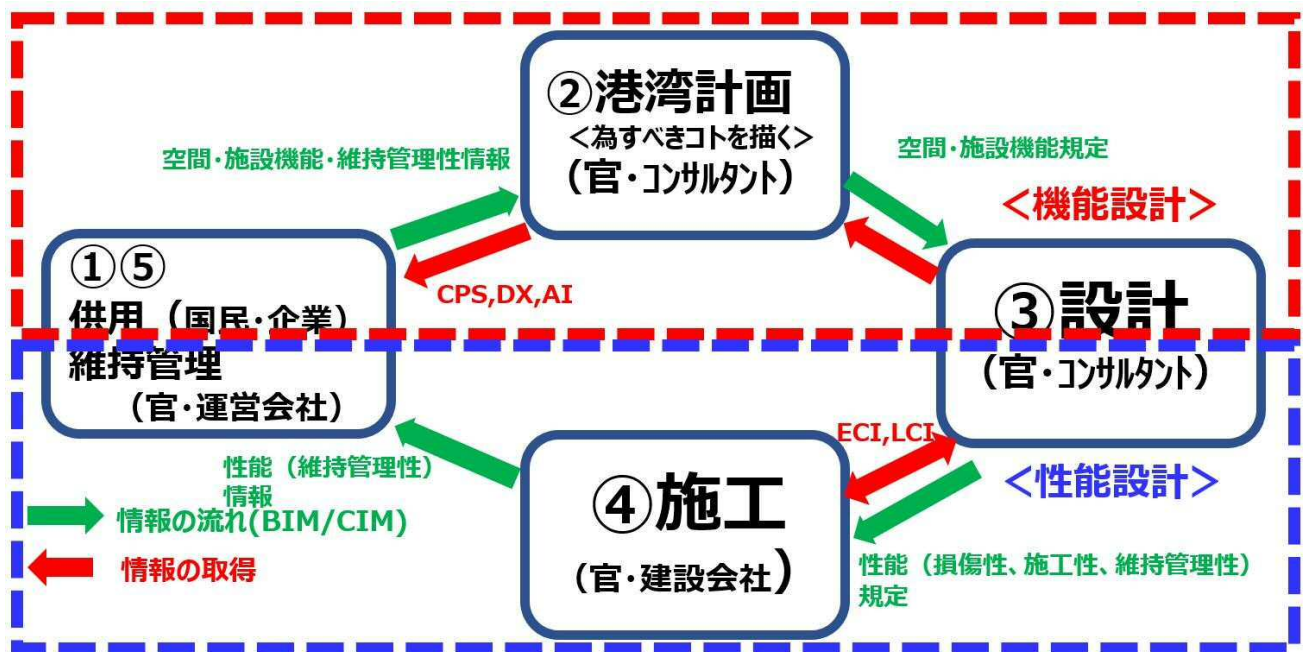 ②港湾計画
<為すべきコトを描く>
（官・コンサルタント）
空間・施設機能・維持管理性情報
空間・施設機能規定
<機能設計>
①⑤
供用（国民・企業）
維持管理
（官・運営会社）
CPS,DX,AI
③設計
（官・コンサルタント）
ECI,LCI
<性能設計>
性能（維持管理性）
情報
④施工
（官・建設会社）
性能（損傷性、施工性、維持管理性）
規定
情報の流れ(BIM/CIM)
情報の取得